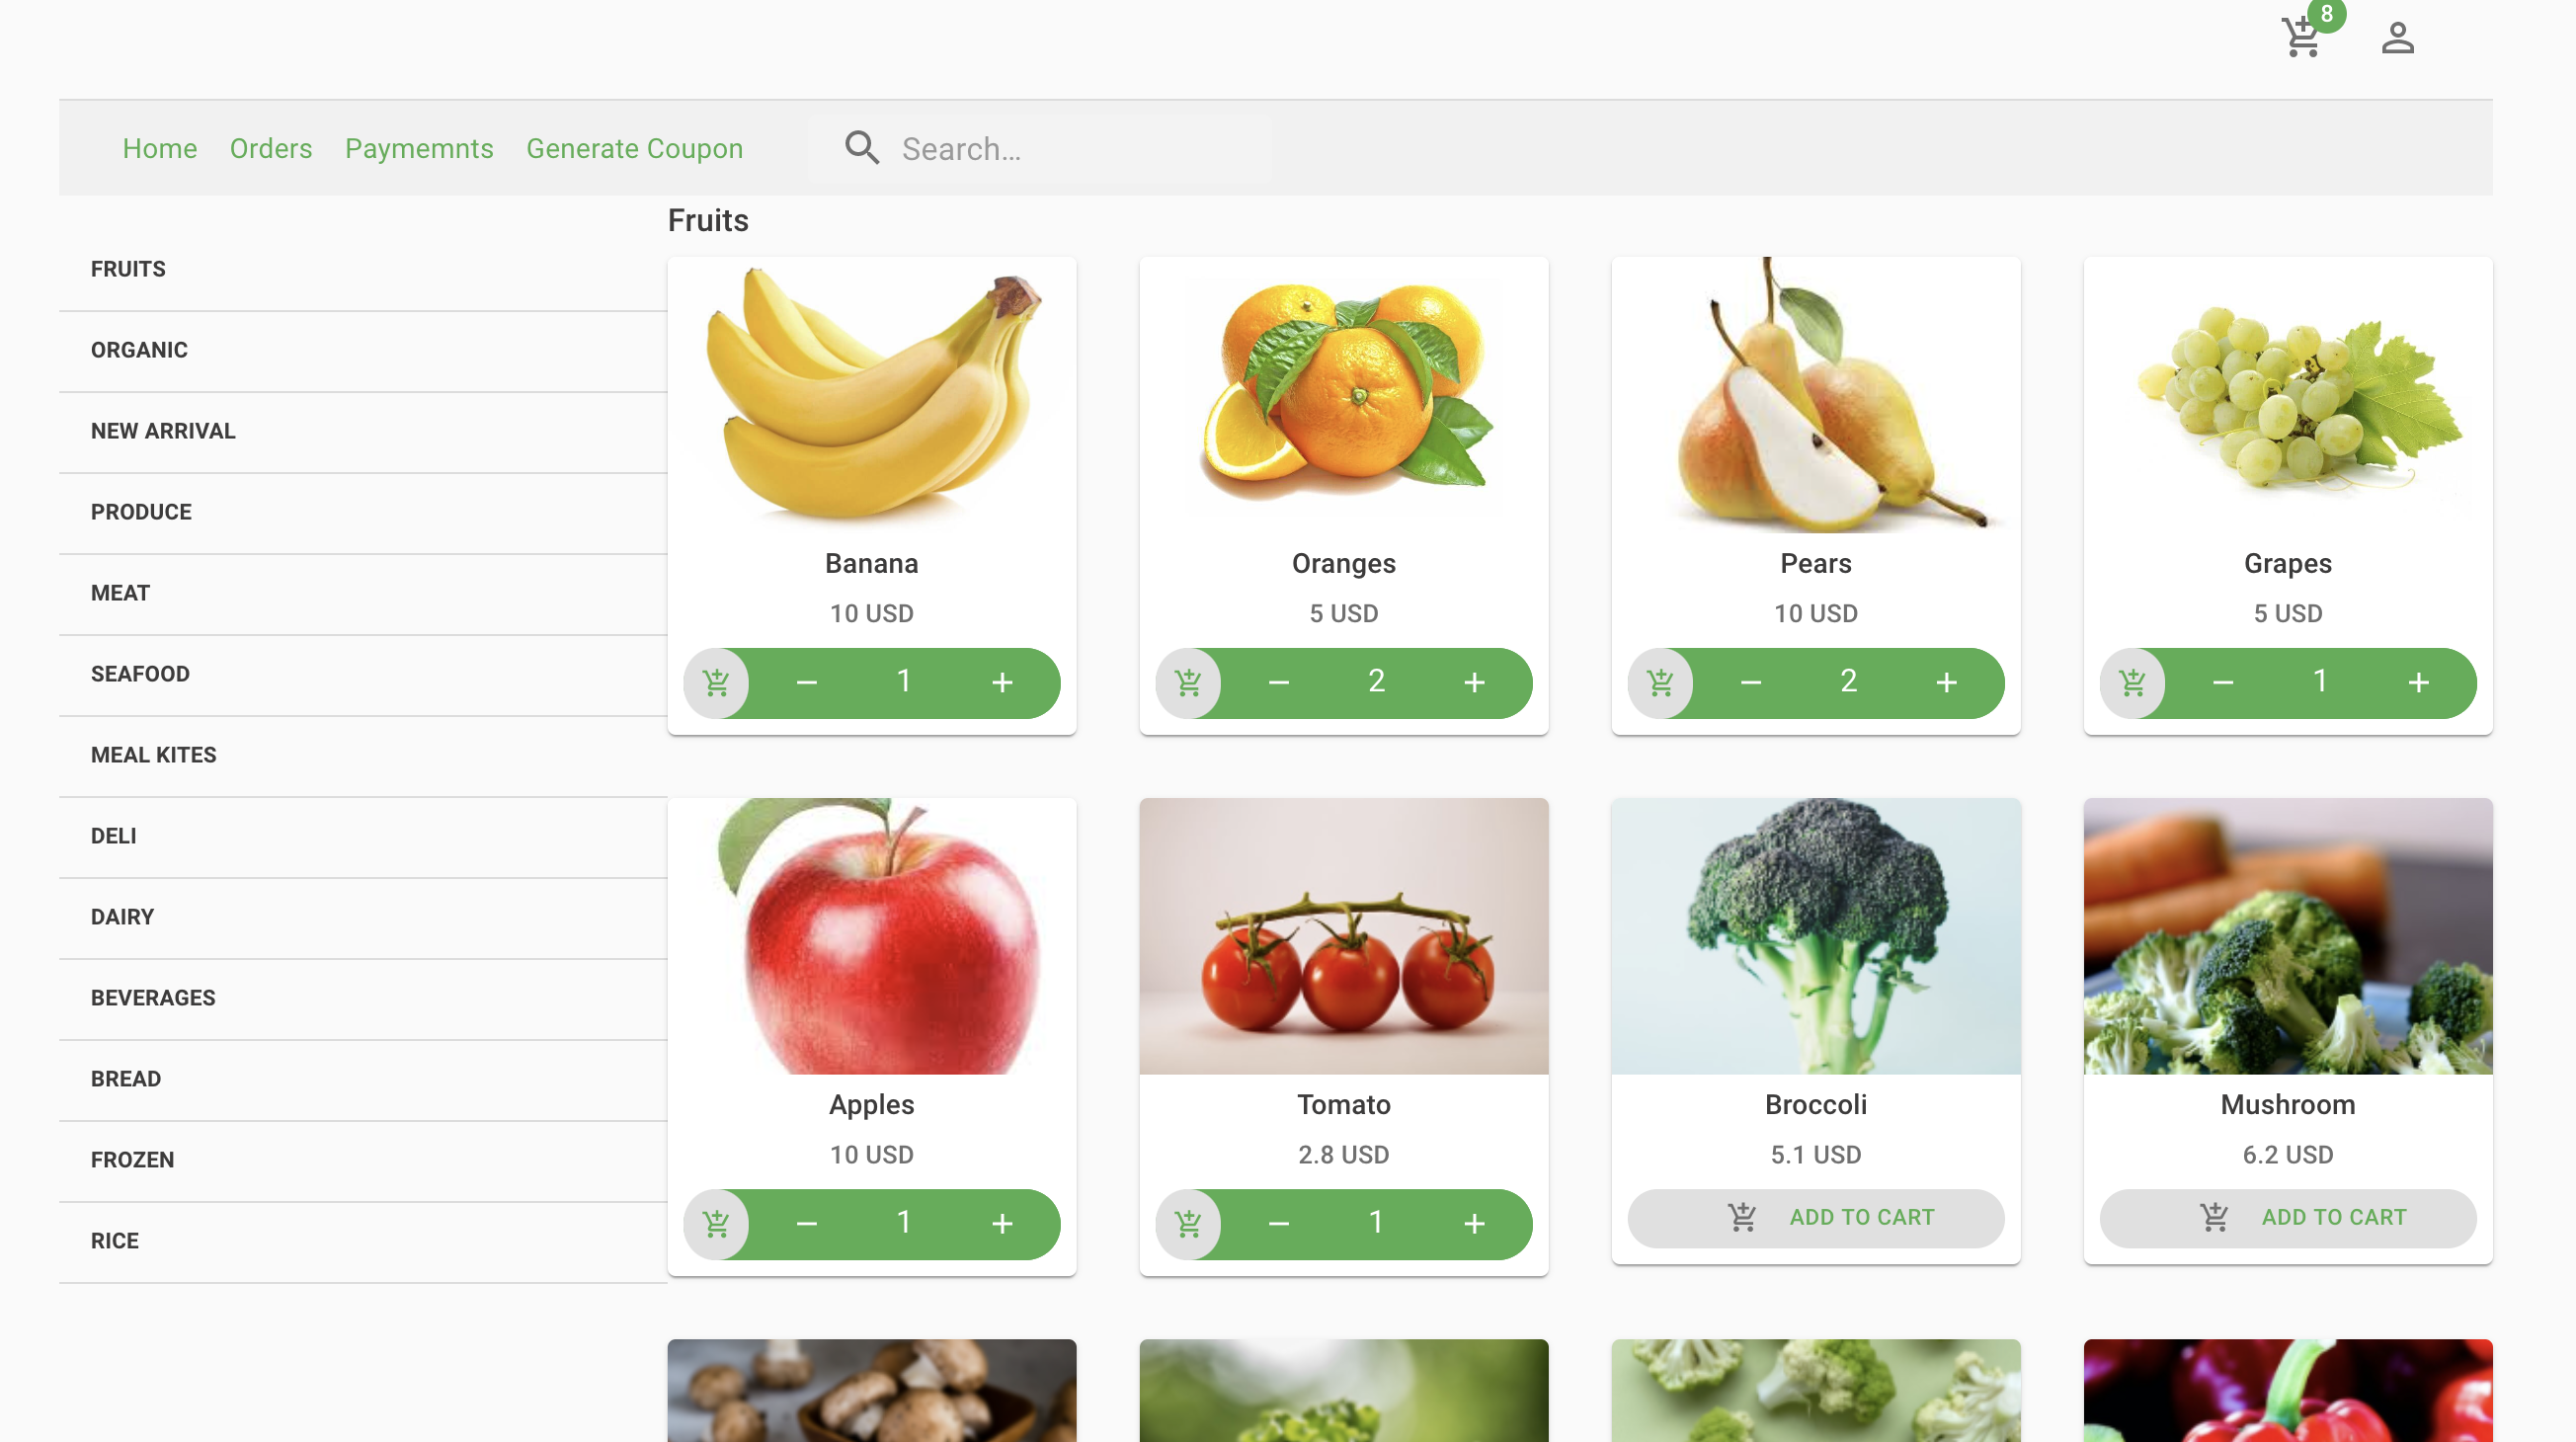 8
Home Orders Paymemnts Generate Coupon Search...
Fruits
FRUITS
ORGANIC
NEW ARRIVAL
PRODUCE
MEAT
SEAFOOD
MEAL KITES
DELI
DAIRY
BEVERAGES
BREAD
FROZEN
RICE
Banana
10 USD
1
Oranges
5 USD
2
Pears
10 USD
2
Grapes
5 USD
1
Apples
10 USD
1
Tomato
2.8 USD
1
Broccoli
5.1 USD
ADD TO CART
Mushroom
6.2 USD
ADD TO CART